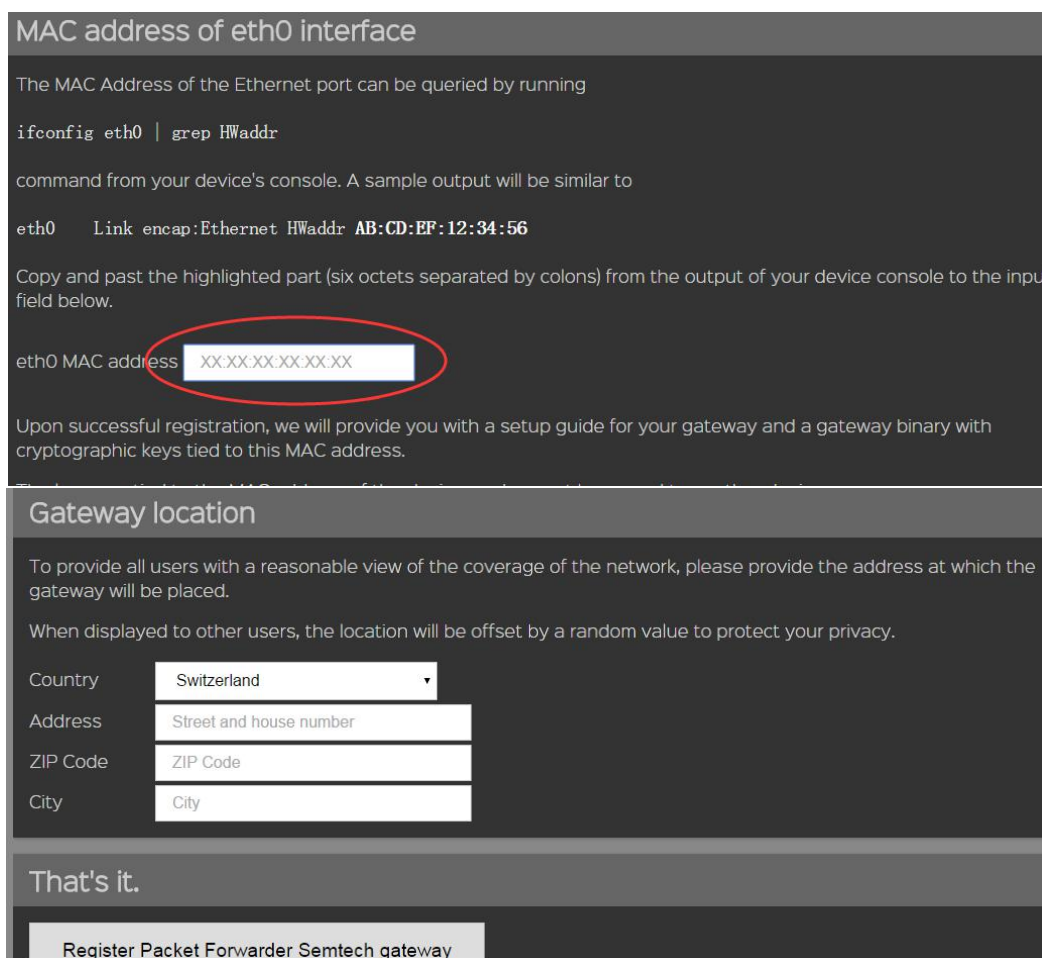 MAC address of eth0 interface
The MAC Address of the Ethernet port can be queried by running
ifconfig eth0 | grep HWaddr
command from your device's console. A sample output will be similar to
eth0 Link encap:Ethernet HWaddr AB:CD:EF:12:34:56
Copy and past the highlighted part (six octets separated by colons) from the output of your device console to the inpu
field below.
eth0 MAC address XX:XX:XX:XX:XX:XX
Upon successful registration, we will provide you with a setup guide for your gateway and a gateway binary with
cryptographic keys tied to this MAC address.
Gateway location
To provide all users with a reasonable view of the coverage of the network, please provide the address at which the
gateway will be placed.
When displayed to other users, the location will be offset by a random value to protect your privacy.
Country Switzerland
Address Street and house number
ZIP Code ZIP Code
City City
That's it.
Register Packet Forwarder Semtech gateway